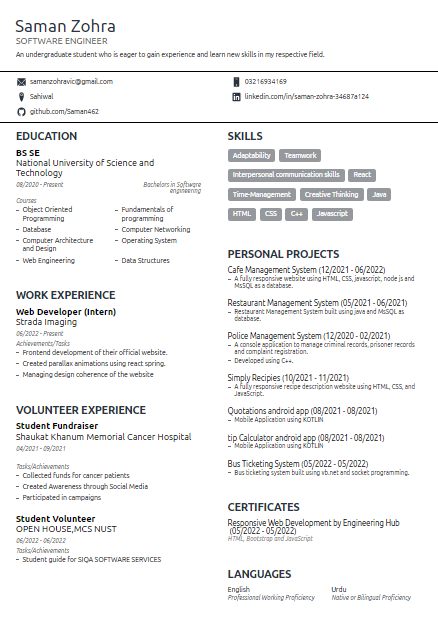 Saman Zohra
SOFTWARE ENGINEER
An undergraduate student who is eager to gain experience and learn new skills in my respective field.
samanzohravic@gmail.com
03216934169
Sahiwal
linkedin.com/in/saman-zohra-34687a124
github.com/Saman462
EDUCATION
BS SE
National University of Science and
Technology
08/2020 - Present
Bachelors in Software
engineering
Courses
– Object Oriented
Programming
– Fundamentals of
programming
– Database
– Computer Networking
– Computer Architecture
and Design
– Operating System
– Web Engineering
– Data Structures
WORK EXPERIENCE
Web Developer (Intern)
Strada Imaging
06/2022 - Present
Achievements/Tasks
– Frontend development of their official website.
– Created parallax animations using react spring.
– Managing design coherence of the website
VOLUNTEER EXPERIENCE
Student Fundraiser
Shaukat Khanum Memorial Cancer Hospital
04/2021 - 09/2021
Tasks/Achievements
– Collected funds for cancer patients
– Created Awareness through Social Media
– Participated in campaigns
Student Volunteer
OPEN HOUSE,MCS NUST
06/2022 - 06/2022
Tasks/Achievements
– Student guide for SIQA SOFTWARE SERVICES
SKILLS
Adaptability Teamwork
Interpersonal communication skills React
Time-Management Creative Thinking Java
HTML CSS C++ Javascript
PERSONAL PROJECTS
Cafe Management System (12/2021 - 06/2022)
– A fully responsive website using HTML, CSS, javascript, node js and
MsSQL as a database.
Restaurant Management System (05/2021 - 06/2021)
– Restaurant Management System built using java and MsSQL as
database.
Police Management System (12/2020 - 02/2021)
– A console application to manage criminal records, prisoner records
and complaint registration.
– Developed using C++.
Simply Recipies (10/2021 - 11/2021)
– A fully responsive recipe description website using HTML, CSS, and
JavaScript.
Quotations android app (08/2021 - 08/2021)
– Mobile Application using KOTLIN
tip Calculator android app (08/2021 - 08/2021)
– Mobile Application using KOTLIN
Bus Ticketing System (05/2022 - 05/2022)
– Bus ticketing system built using vb.net and socket programming.
CERTIFICATES
Responsive Web Development by Engineering Hub
(05/2022 - 05/2022)
HTML, Bootstrap and JavaScript
LANGUAGES
English
Professional Working Proficiency
Urdu
Native or Bilingual Proficiency